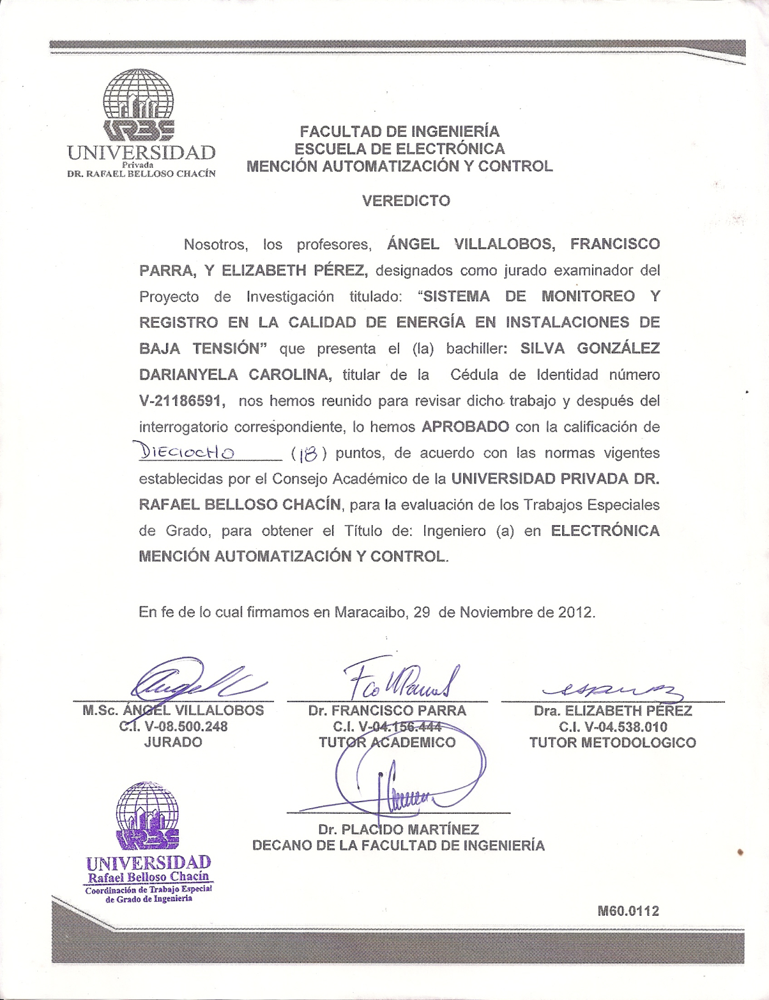 URBE
UNIVERSIDAD
Privada
DR. RAFAEL BELLOSO CHACÍN
FACULTAD DE INGENIERÍA
ESCUELA DE ELECTRÓNICA
MENCIÓN AUTOMATIZACIÓN Y CONTROL
VEREDICTO
Nosotros, los profesores, ÁNGEL VILLALOBOS, FRANCISCO
PARRA, Y ELIZABETH PÉREZ, designados como jurado examinador del
Proyecto de Investigación titulado: “SISTEMA DE MONITOREO Y
REGISTRO EN LA CALIDAD DE ENERGÍA EN INSTALACIONES DE
BAJA TENSIÓN” que presenta el (la) bachiller: SILVA GONZÁLEZ
DARIANYELA CAROLINA, titular de la Cédula de Identidad número
V-21186591, nos hemos reunido para revisar dicho trabajo y después del
interrogatorio correspondiente, lo hemos APROBADO con la calificación de
DIECIOCHO (18) puntos, de acuerdo con las normas vigentes
establecidas por el Consejo Académico de la UNIVERSIDAD PRIVADA DR.
RAFAEL BELLOSO CHACÍN, para la evaluación de los Trabajos Especiales
de Grado, para obtener el Título de: Ingeniero (a) en ELECTRÓNICA
MENCIÓN AUTOMATIZACIÓN Y CONTROL.
En fe de lo cual firmamos en Maracaibo, 29 de Noviembre de 2012.
M.Sc. ÁNGEL VILLALOBOS
C.I. V-08.500.248
JURADO
Dr. FRANCISCO PARRA
C.I. V-04.156.444
TUTOR ACADEMICO
Dra. ELIZABETH PÉREZ
C.I. V-04.538.010
TUTOR METODOLOGICO
Dr. PLACIDO MARTÍNEZ
DECANO DE LA FACULTAD DE INGENIERÍA
URBE
UNIVERSIDAD
Rafael Belloso Chacín
Coordinación de Trabajo Especial
de Grado de Ingeniería
M60.0112